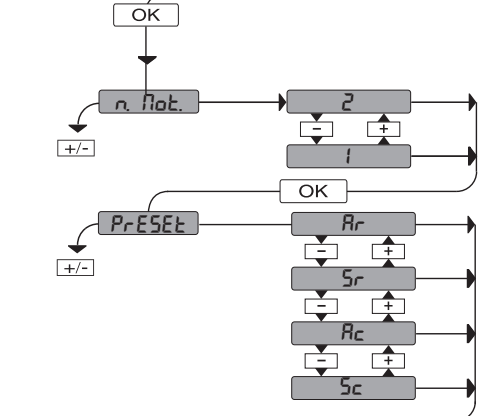 OK
n. Mot. 2
- +
+/- 1
OK
PrESEt Ar
- +
+/- Sr
- +
Ac
- +
Sc